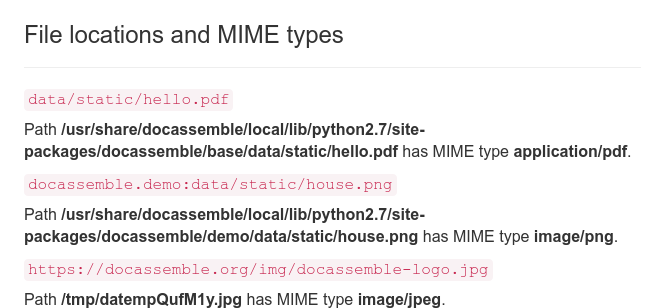 File locations and MIME types
data/static/hello.pdf
Path /usr/share/docassemble/local/lib/python2.7/site-
packages/docassemble/base/data/static/hello.pdf has MIME type application/pdf.
docassemble.demo:data/static/house.png
Path /usr/share/docassemble/local/lib/python2.7/site-
packages/docassemble/demo/data/static/house.png has MIME type image/png.
https://docassemble.org/img/docassemble-logo.jpg
Path /tmp/datempQufM1y.jpg has MIME type image/jpeg.